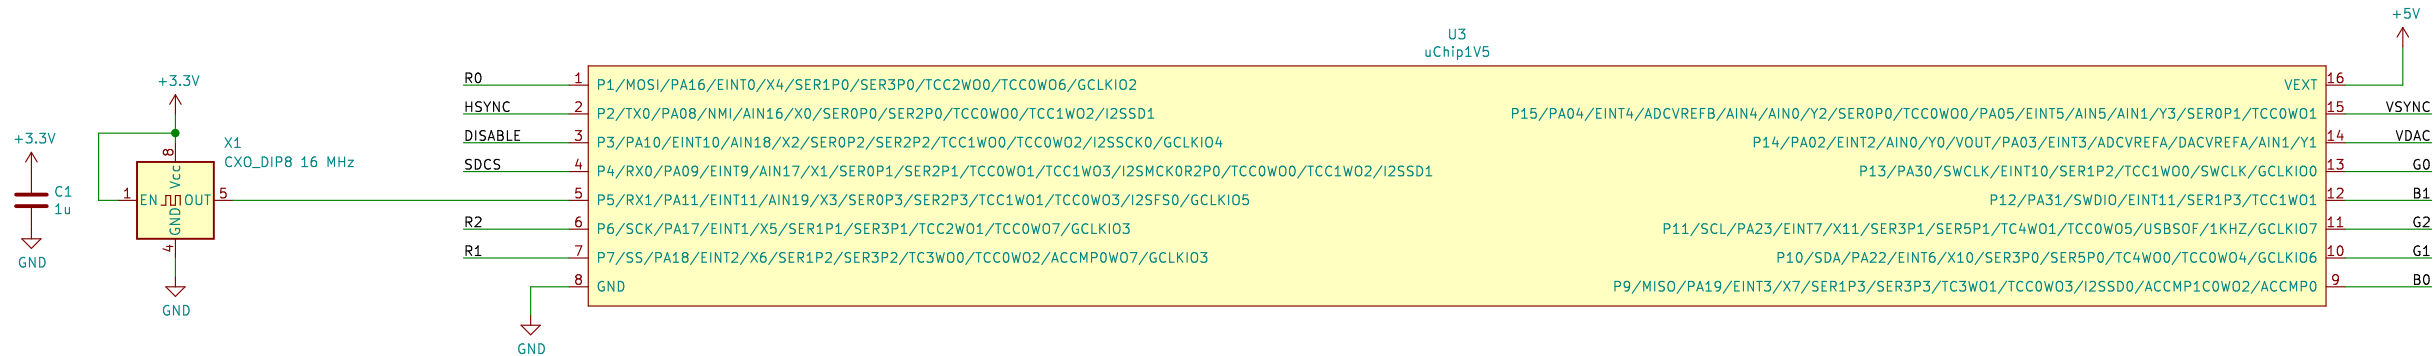 +3.3V
C1
1u
GND
+3.3V
X1
CXO_DIP8 16 MHz
8
Vcc
1
EN
OUT
5
GND
4
GND
U3
uChip1V5
+5V
R0
1
P1/MOSI/PA16/EINT0/X4/SER1P0/SER3P0/TCC2WO0/TCC0WO6/GCLKIO2
HSYNC
2
P2/TX0/PA08/NMI/AIN16/X0/SER0P0/SER2P0/TCC0WO0/TCC1WO2/I2SSD1
DISABLE
3
P3/PA10/EINT10/AIN18/X2/SER0P2/SER2P2/TCC1WO0/TCC0WO2/I2SSCK0/GCLKIO4
SDCS
4
P4/RX0/PA09/EINT9/AIN17/X1/SER0P1/SER2P1/TCC0WO1/TCC1WO3/I2SMCK0R2P0/TCC0WO0/TCC1WO2/I2SSD1
5
P5/RX1/PA11/EINT11/AIN19/X3/SER0P3/SER2P3/TCC1WO1/TCC0WO3/I2SFS0/GCLKIO5
R2
6
P6/SCK/PA17/EINT1/X5/SER1P1/SER3P1/TCC2WO1/TCC0WO7/GCLKIO3
R1
7
P7/SS/PA18/EINT2/X6/SER1P2/SER3P2/TC3WO0/TCC0WO2/ACCMP0WO7/GCLKIO3
8
GND
GND
VEXT
16
P15/PA04/EINT4/ADCVREFB/AIN4/AIN0/Y2/SER0P0/TCC0WO0/PA05/EINT5/AIN5/AIN1/Y3/SER0P1/TCC0WO1
15
VSYNC
P14/PA02/EINT2/AIN0/Y0/VOUT/PA03/EINT3/ADCVREFA/DACVREFA/AIN1/Y1
14
VDAC
P13/PA30/SWCLK/EINT10/SER1P2/TCC1WO0/SWCLK/GCLKIO0
13
G0
P12/PA31/SWDIO/EINT11/SER1P3/TCC1WO1
12
B1
P11/SCL/PA23/EINT7/X11/SER3P1/SER5P1/TC4WO1/TCC0WO5/USBSOF/1KHZ/GCLKIO7
11
G2
P10/SDA/PA22/EINT6/X10/SER3P0/SER5P0/TC4WO0/TCC0WO4/GCLKIO6
10
G1
P9/MISO/PA19/EINT3/X7/SER1P3/SER3P3/TC3WO1/TCC0WO3/I2SSD0/ACCMP1C0WO2/ACCMP0
9
B0